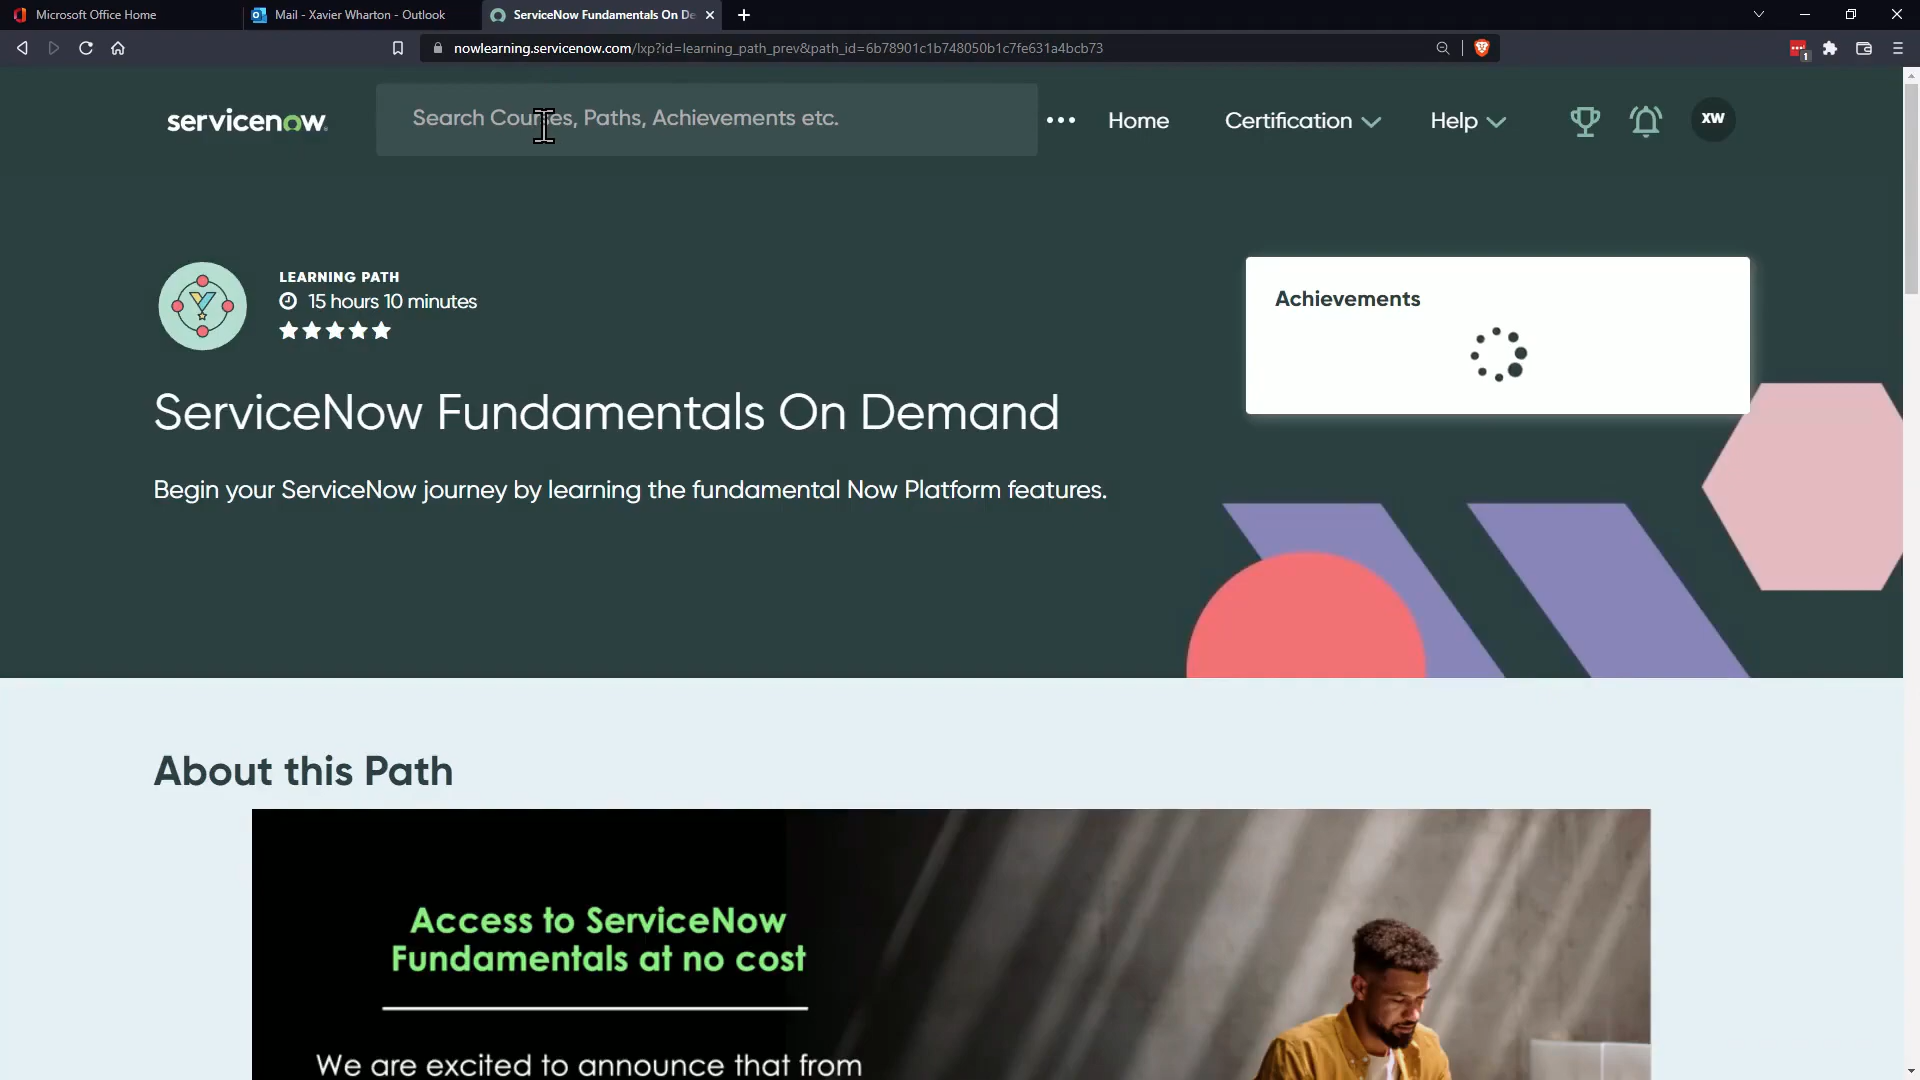 Microsoft Office Home
Mail - Xavier Wharton - Outlook
ServiceNow Fundamentals On De
nowlearning.servicenow.com/lxp?id=learning_path_prev&path_id=6b78901c1b748050b1c7fe631a4bcb73
1
servicenow
Search Courses, Paths, Achievements etc.
Home
Certification
Help
XW
LEARNING PATH
15 hours 10 minutes
Achievements
ServiceNow Fundamentals On Demand
Begin your ServiceNow journey by learning the fundamental Now Platform features.
About this Path
Access to ServiceNow
Fundamentals at no cost
We are excited to announce that from